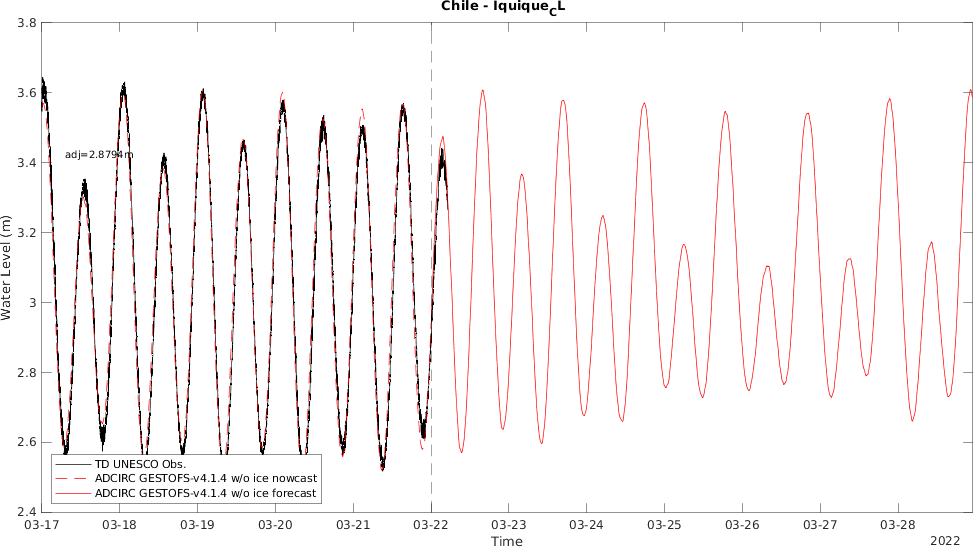 Chile - Iquique_CL
3.8
3.6
3.4
3.2
3
2.8
2.6
2.4
Water Level (m)
adj=2.8794m
TD UNESCO Obs.
ADCIRC GESTOFS-v4.1.4 w/o ice nowcast
ADCIRC GESTOFS-v4.1.4 w/o ice forecast
03-17 03-18 03-19 03-20 03-21 03-22 03-23 03-24 03-25 03-26 03-27 03-28
Time
2022